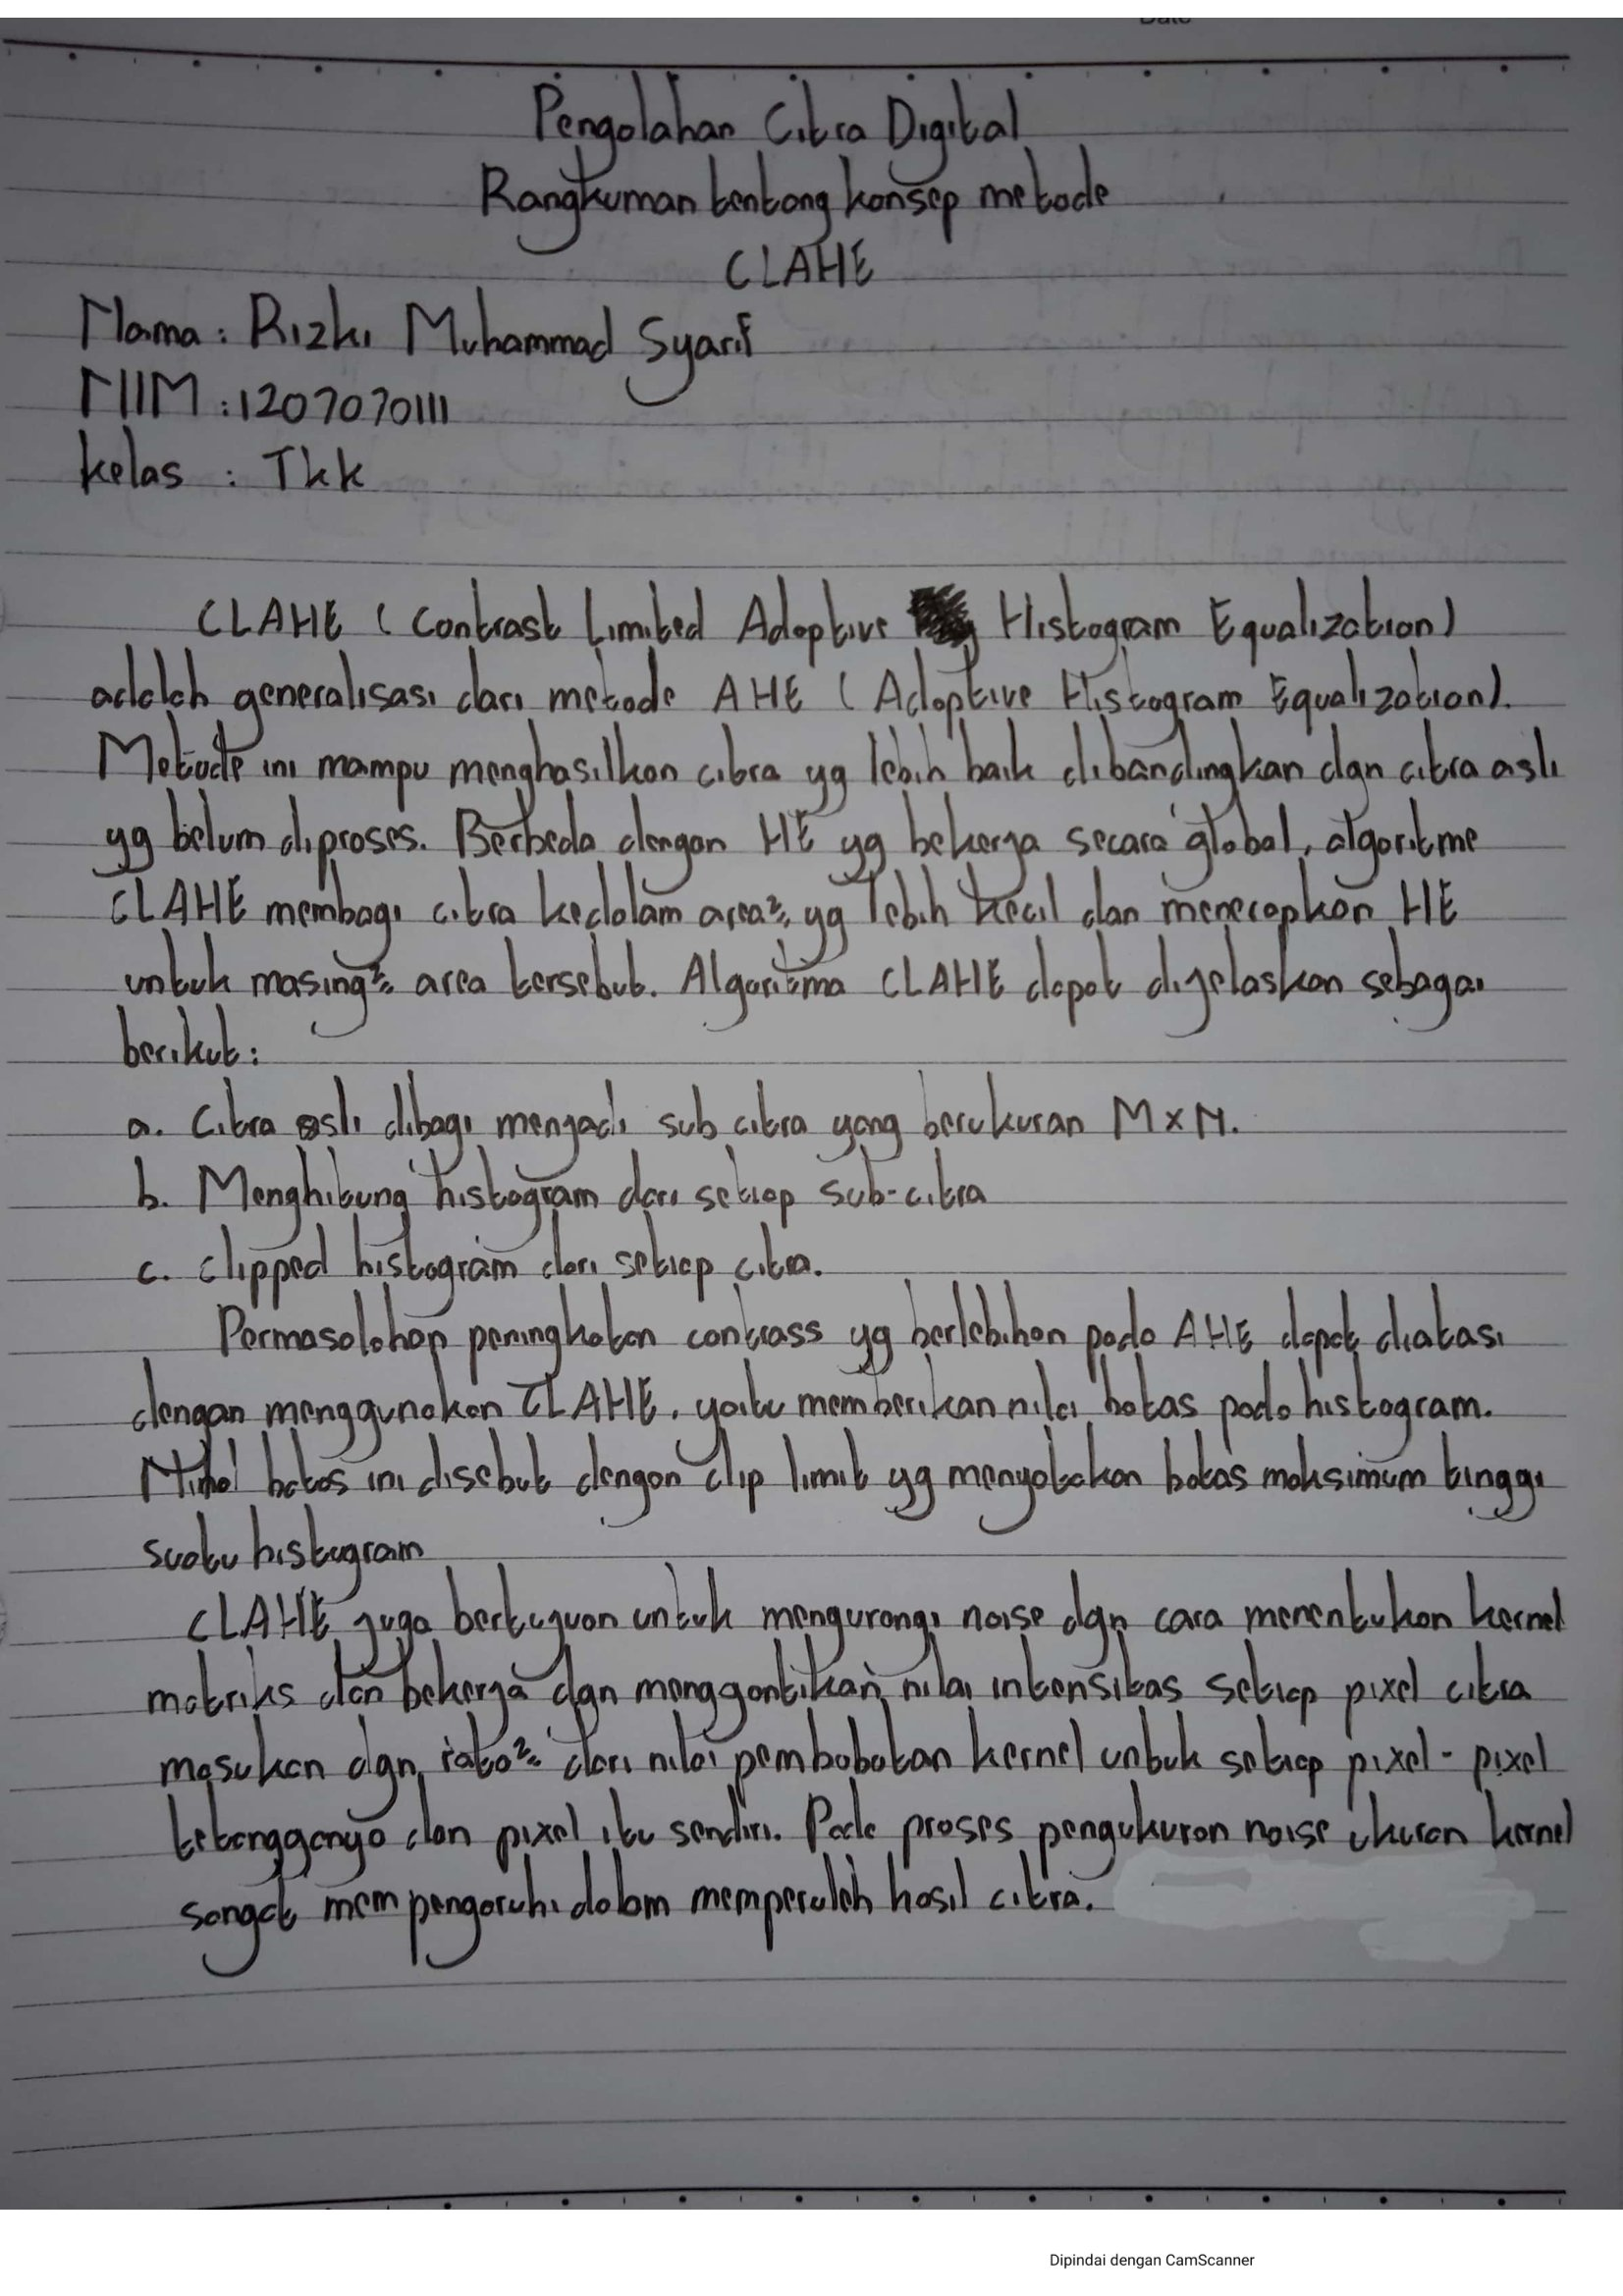 Date
Pengolahan Citra Digital
Rangkuman tentang konsep metode
CLAHE
Nama : Rizki Muhammad Syarif
NIM : 1207070111
kelas : Tkk
CLAHE ( Contrast Limited Adaptive Histogram Equalization)
adalah generalisasi dari metode AHE ( Adaptive Histogram Equalization).
Metode ini mampu menghasilkan citra yg lebih baik dibandingkan dgn citra asli
yg belum diproses. Berbeda dengan HE yg bekerja secara global, algoritme
CLAHE membagi citra kedalam area², yg lebih kecil dan menerapkan HE
untuk masing² area tersebut. Algoritma CLAHE dapat dijelaskan sebagai
berikut :
a. Citra asli dibagi menjadi sub citra yang berukuran M x N.
b. Menghitung histogram dari setiap sub-citra
c. clipped histogram dari setiap citra.
Permasalahan peningkatan contrass yg berlebihan pada AHE dapat diatasi
dengan menggunakan CLAHE, yaitu memberikan nilai batas pada histogram.
batas ini disebut dengan clip limit yg menyatakan batas maksimum tinggi
suatu histogram
CLAHE juga bertujuan untuk mengurangi noise dgn cara menentukan kernel
matriks dan bekerja dgn menggantikan nilai intensitas setiap pixel citra
masukan dgn rata² dari nilai pembobotan kernel untuk setiap pixel - pixel
tetangganya dan pixel itu sendiri. Pada proses pengukuran noise ukuran kernel
sangat mempengaruhi dalam memperoleh hasil citra.
Dipindai dengan CamScanner